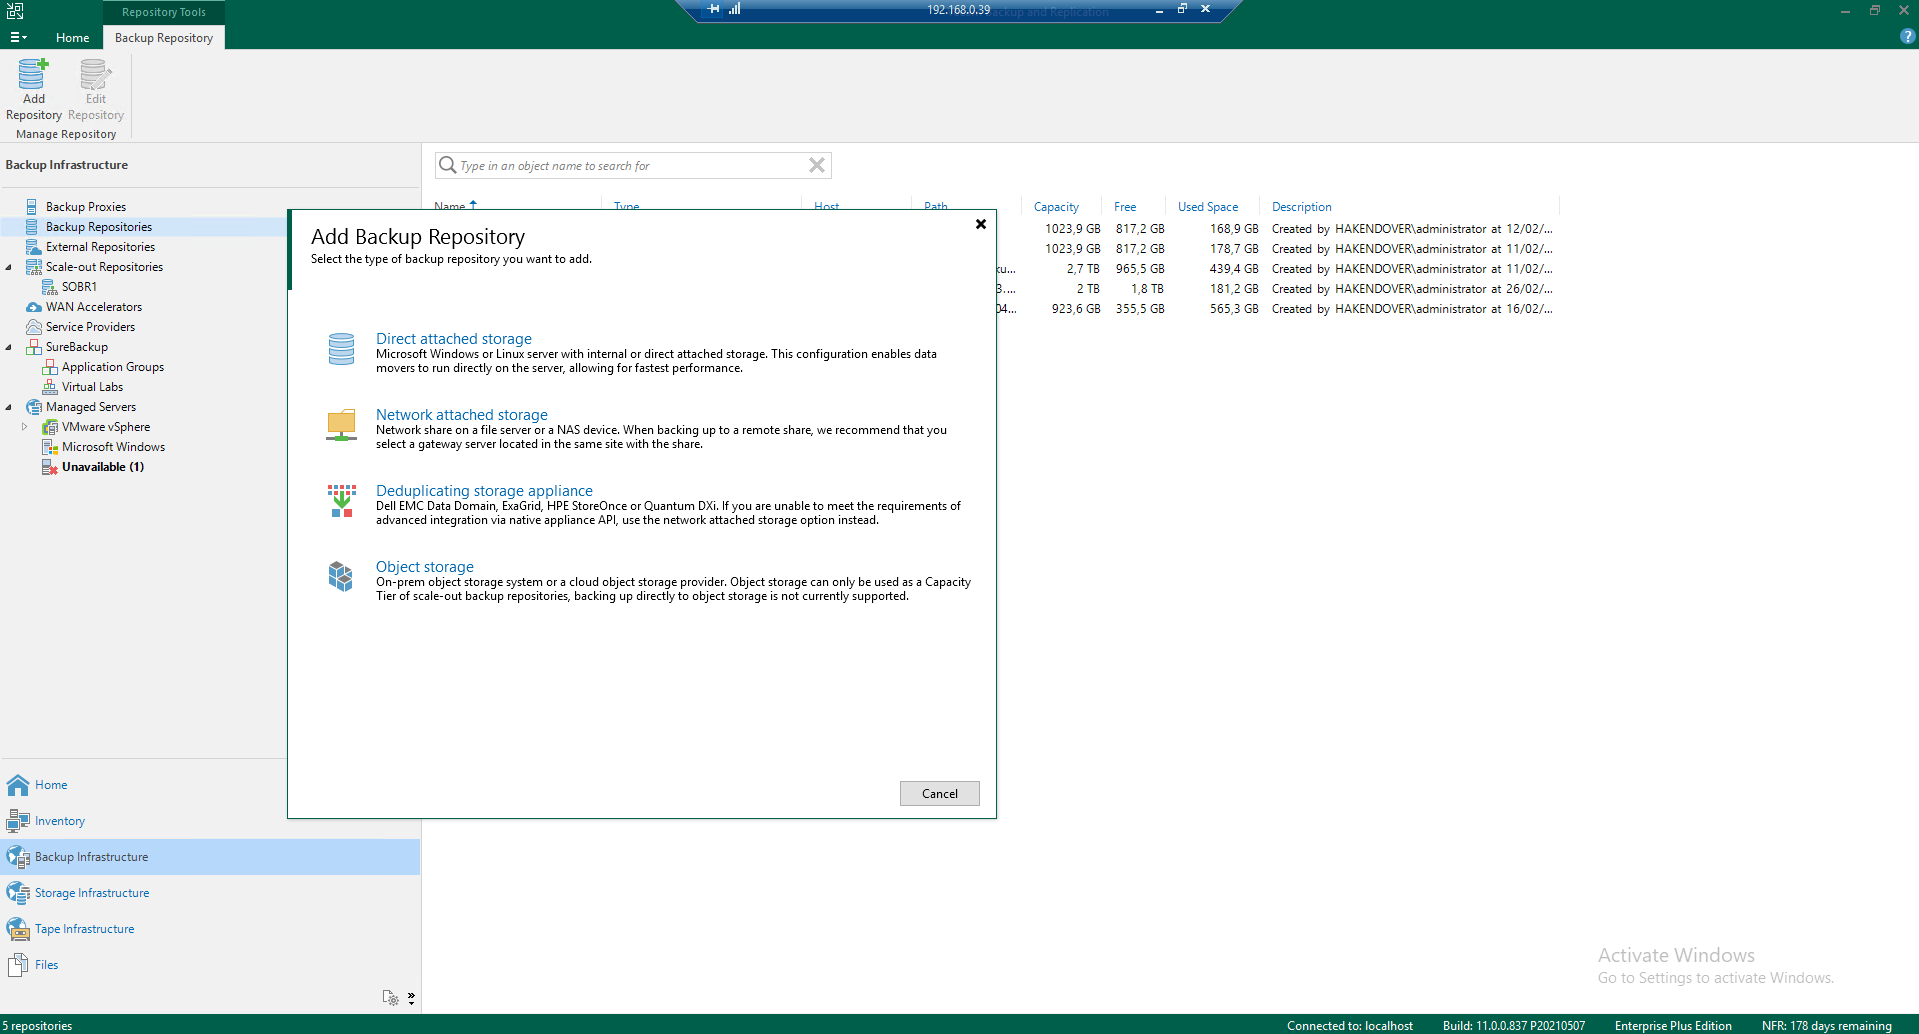 Repository Tools
192.168.0.39
Backup and Replication
Home
Backup Repository
Add
Repository
Edit
Repository
Manage Repository
Backup Infrastructure
Type in an object name to search for
Backup Proxies
Backup Repositories
External Repositories
Scale-out Repositories
SOBR1
WAN Accelerators
Service Providers
SureBackup
Application Groups
Virtual Labs
Managed Servers
VMware vSphere
Microsoft Windows
Unavailable (1)
Name Type Host Path Capacity Free Used Space Description
1023,9 GB 817,2 GB 168,9 GB Created by HAKENDOVER\administrator at 12/02/...
1023,9 GB 817,2 GB 178,7 GB Created by HAKENDOVER\administrator at 11/02/...
ku... 2,7 TB 965,5 GB 439,4 GB Created by HAKENDOVER\administrator at 11/02/...
3.... 2 TB 1,8 TB 181,2 GB Created by HAKENDOVER\administrator at 26/02/...
04... 923,6 GB 355,5 GB 565,3 GB Created by HAKENDOVER\administrator at 16/02/...
Add Backup Repository
Select the type of backup repository you want to add.
Direct attached storage
Microsoft Windows or Linux server with internal or direct attached storage. This configuration enables data
movers to run directly on the server, allowing for fastest performance.
Network attached storage
Network share on a file server or a NAS device. When backing up to a remote share, we recommend that you
select a gateway server located in the same site with the share.
Deduplicating storage appliance
Dell EMC Data Domain, ExaGrid, HPE StoreOnce or Quantum DXi. If you are unable to meet the requirements of
advanced integration via native appliance API, use the network attached storage option instead.
Object storage
On-prem object storage system or a cloud object storage provider. Object storage can only be used as a Capacity
Tier of scale-out backup repositories, backing up directly to object storage is not currently supported.
Cancel
Home
Inventory
Backup Infrastructure
Storage Infrastructure
Tape Infrastructure
Files
Activate Windows
Go to Settings to activate Windows.
5 repositories
Connected to: localhost
Build: 11.0.0.837 P20210507
Enterprise Plus Edition
NFR: 178 days remaining